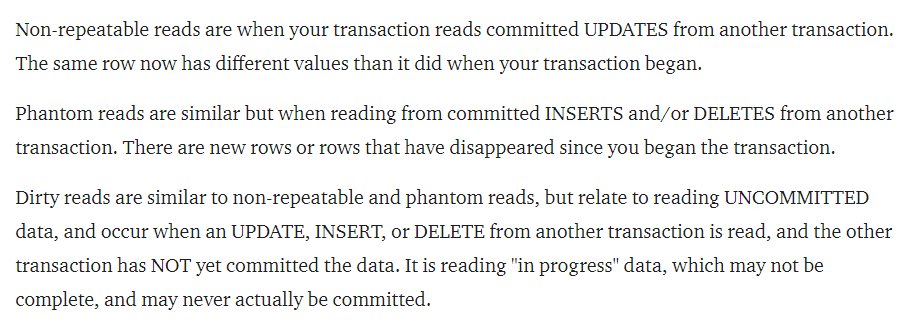 Non-repeatable reads are when your transaction reads committed UPDATES from another transaction.
The same row now has different values than it did when your transaction began.
Phantom reads are similar but when reading from committed INSERTS and/or DELETES from another
transaction. There are new rows or rows that have disappeared since you began the transaction.
Dirty reads are similar to non-repeatable and phantom reads, but relate to reading UNCOMMITTED
data, and occur when an UPDATE, INSERT, or DELETE from another transaction is read, and the other
transaction has NOT yet committed the data. It is reading "in progress" data, which may not be
complete, and may never actually be committed.